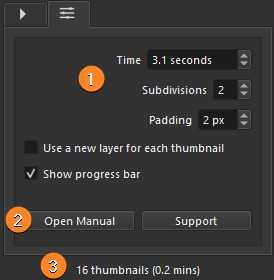 Time 3.1 seconds
1
Subdivisions 2
Padding 2 px
Use a new layer for each thumbnail
Show progress bar
2 Open Manual Support
3 16 thumbnails (0.2 mins)